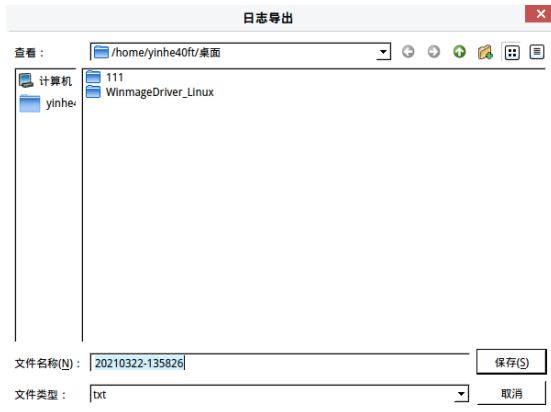 日志导出
查看：
/home/yinhe40ft/桌面
计算机
yinhe4
111
WinmageDriver_Linux
文件名称(N)：
20210322-135826
保存(S)
文件类型：
txt
取消